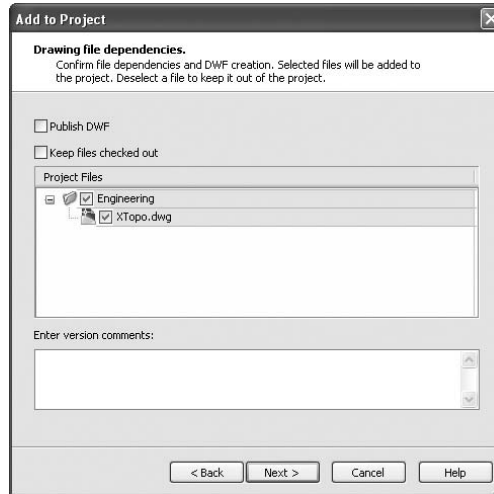 Add to Project
Drawing file dependencies.
Confirm file dependencies and DWF creation. Selected files will be added to
the project. Deselect a file to keep it out of the project.
Publish DWF
Keep files checked out
Project Files
Engineering
XTopo.dwg
Enter version comments:
< Back
Next >
Cancel
Help